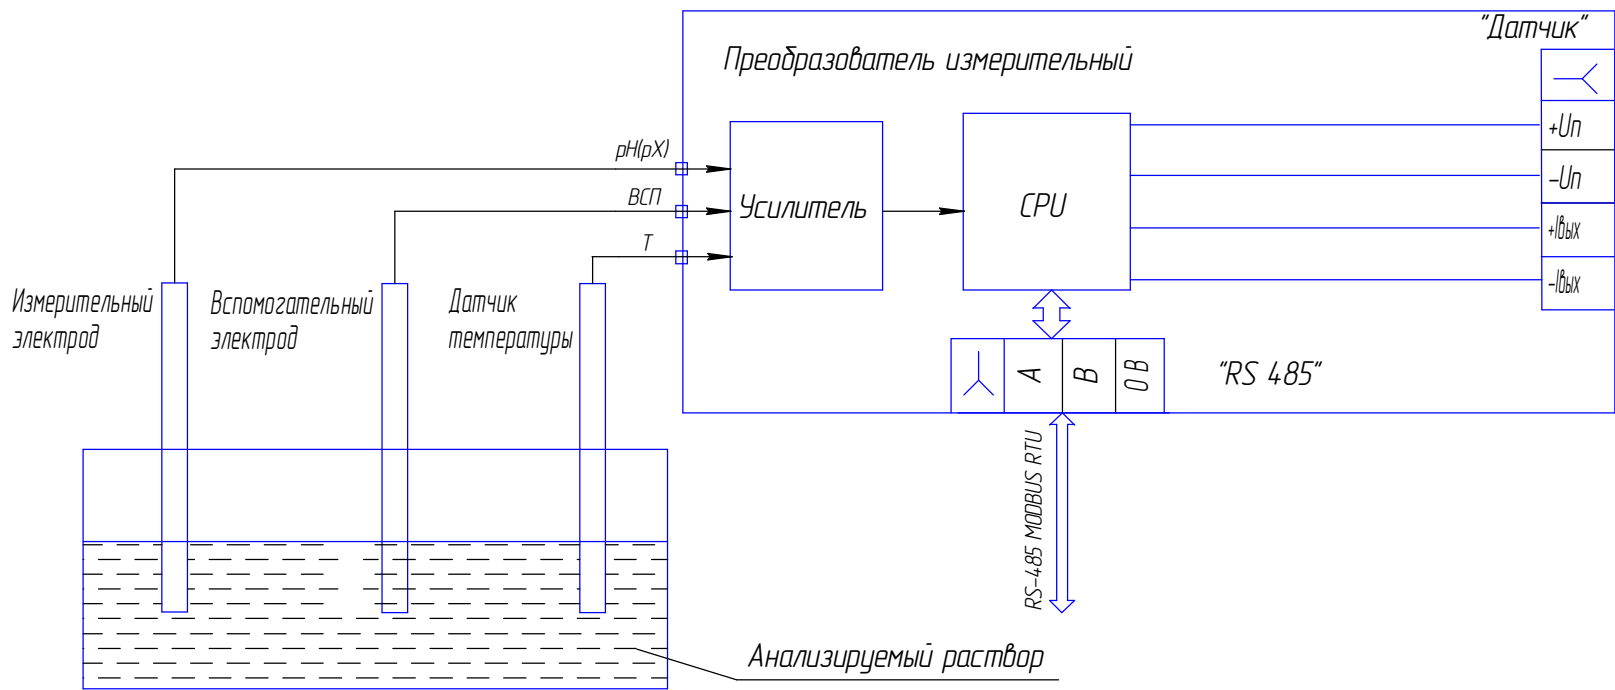 "Датчик"
Преобразователь измерительный
+Uп
-Uп
+Iвых
-Iвых
pH(pX)
ВСП
Т
Усилитель
CPU
Измерительный
электрод
Вспомогательный
электрод
Датчик
температуры
A
B
0 В
"RS 485"
RS-485 MODBUS RTU
Анализируемый раствор